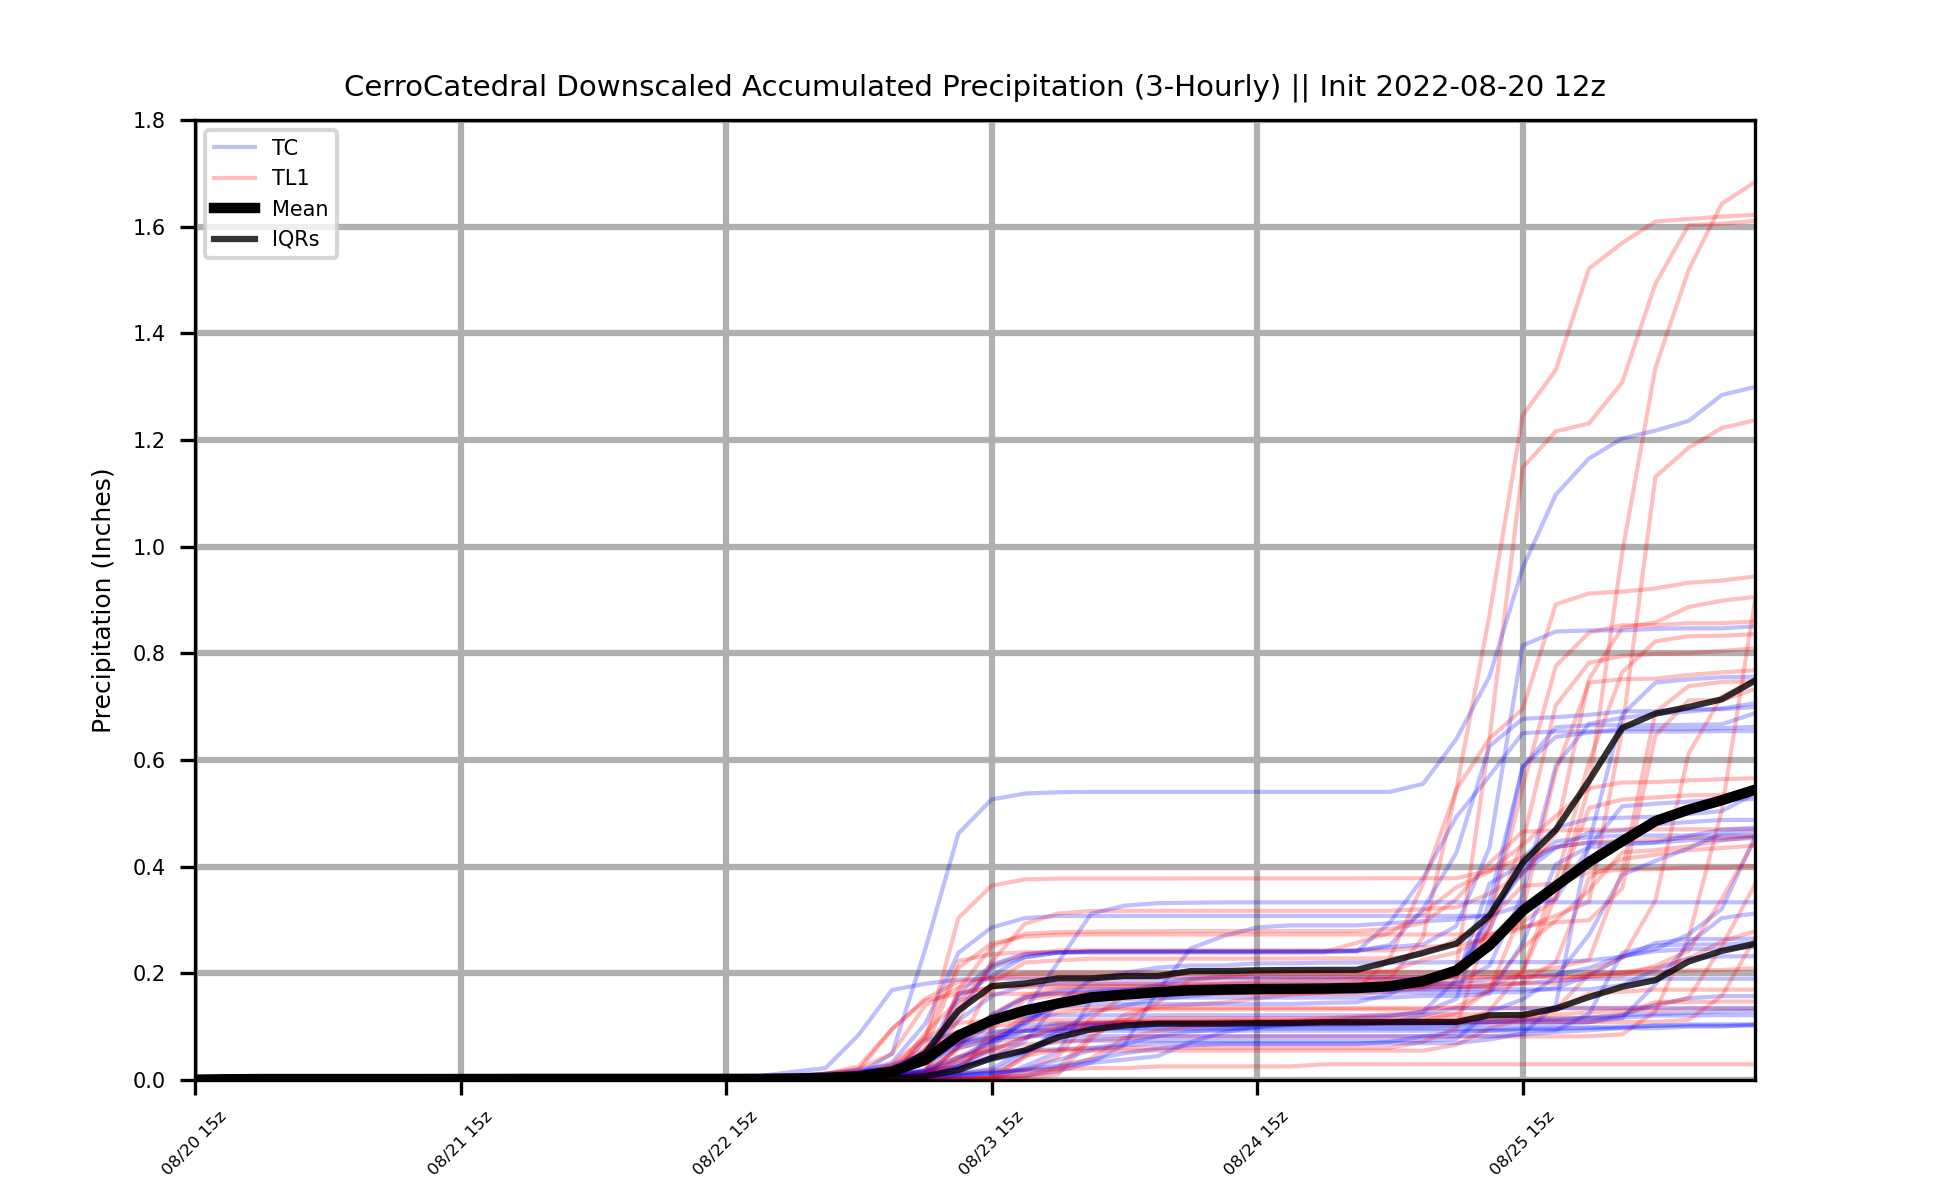 CerroCatedral Downscaled Accumulated Precipitation (3-Hourly) || Init 2022-08-20 12z
TC
TL1
Mean
IQRs
Precipitation (Inches)
1.8
1.6
1.4
1.2
1.0
0.8
0.6
0.4
0.2
0.0
08/20 15z
08/21 15z
08/22 15z
08/23 15z
08/24 15z
08/25 15z